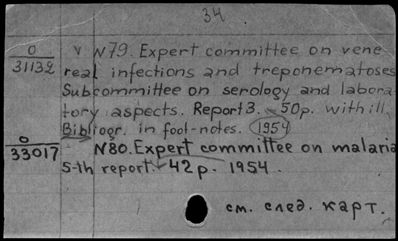 34
0
31132
v N79. Expert committee on vene
real infections and treponematoses
Subcommittee on serology and labora-
tory aspects. Report 3. - 50p. with ill.
Bibliogr. in foot-notes. 1954
0
33017
N80. Expert committee on malaria
5-th report. - 42p. 1954.
см. след. карт.